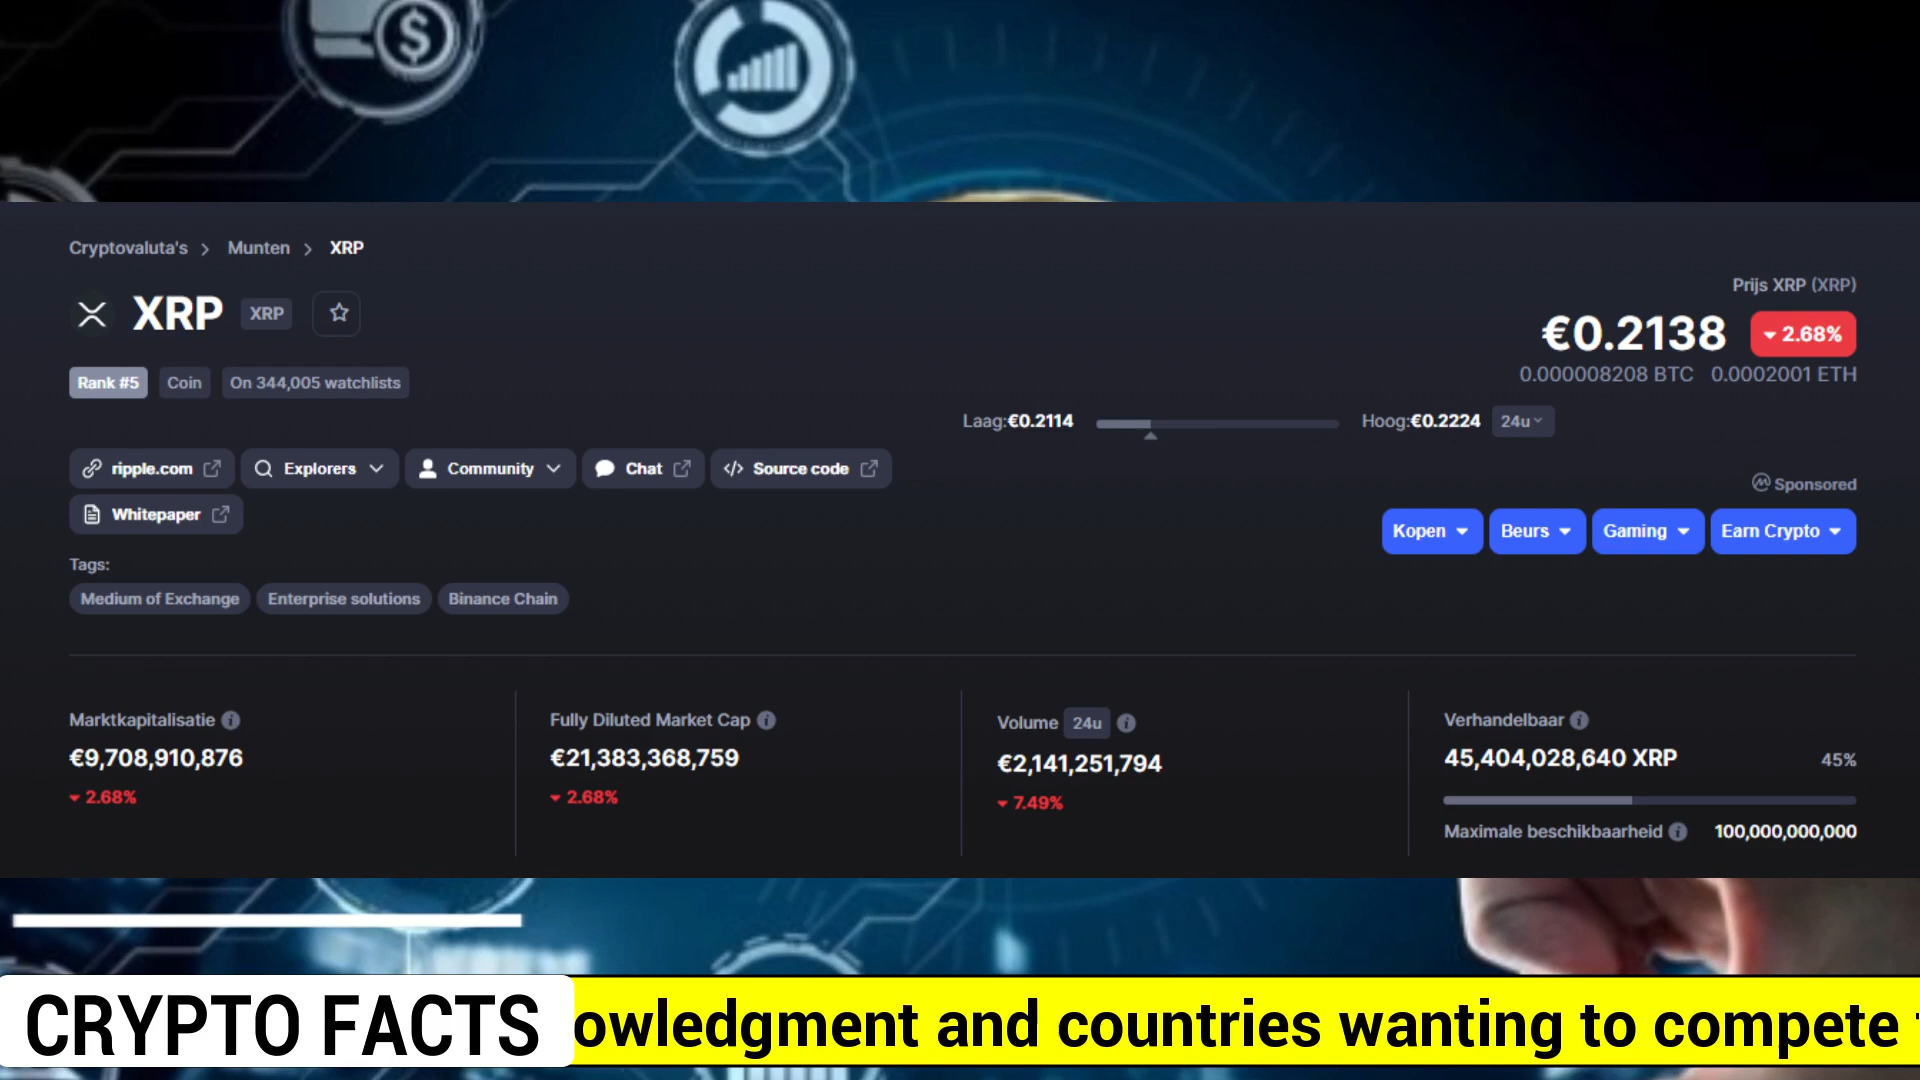 Cryptovaluta's > Munten > XRP
XRP XRP
Rank #5 Coin On 344,005 watchlists
ripple.com Explorers Community Chat Source code
Whitepaper
Tags:
Medium of Exchange Enterprise solutions Binance Chain
Prijs XRP (XRP)
€0.2138 2.68%
0.000008208 BTC 0.0002001 ETH
Laag:€0.2114 Hoog:€0.2224 24u
Sponsored
Kopen Beurs Gaming Earn Crypto
Marktkapitalisatie
€9,708,910,876
2.68%
Fully Diluted Market Cap
€21,383,368,759
2.68%
Volume 24u
€2,141,251,794
7.49%
Verhandelbaar
45,404,028,640 XRP 45%
Maximale beschikbaarheid 100,000,000,000
CRYPTO FACTS owledgment and countries wanting to compete